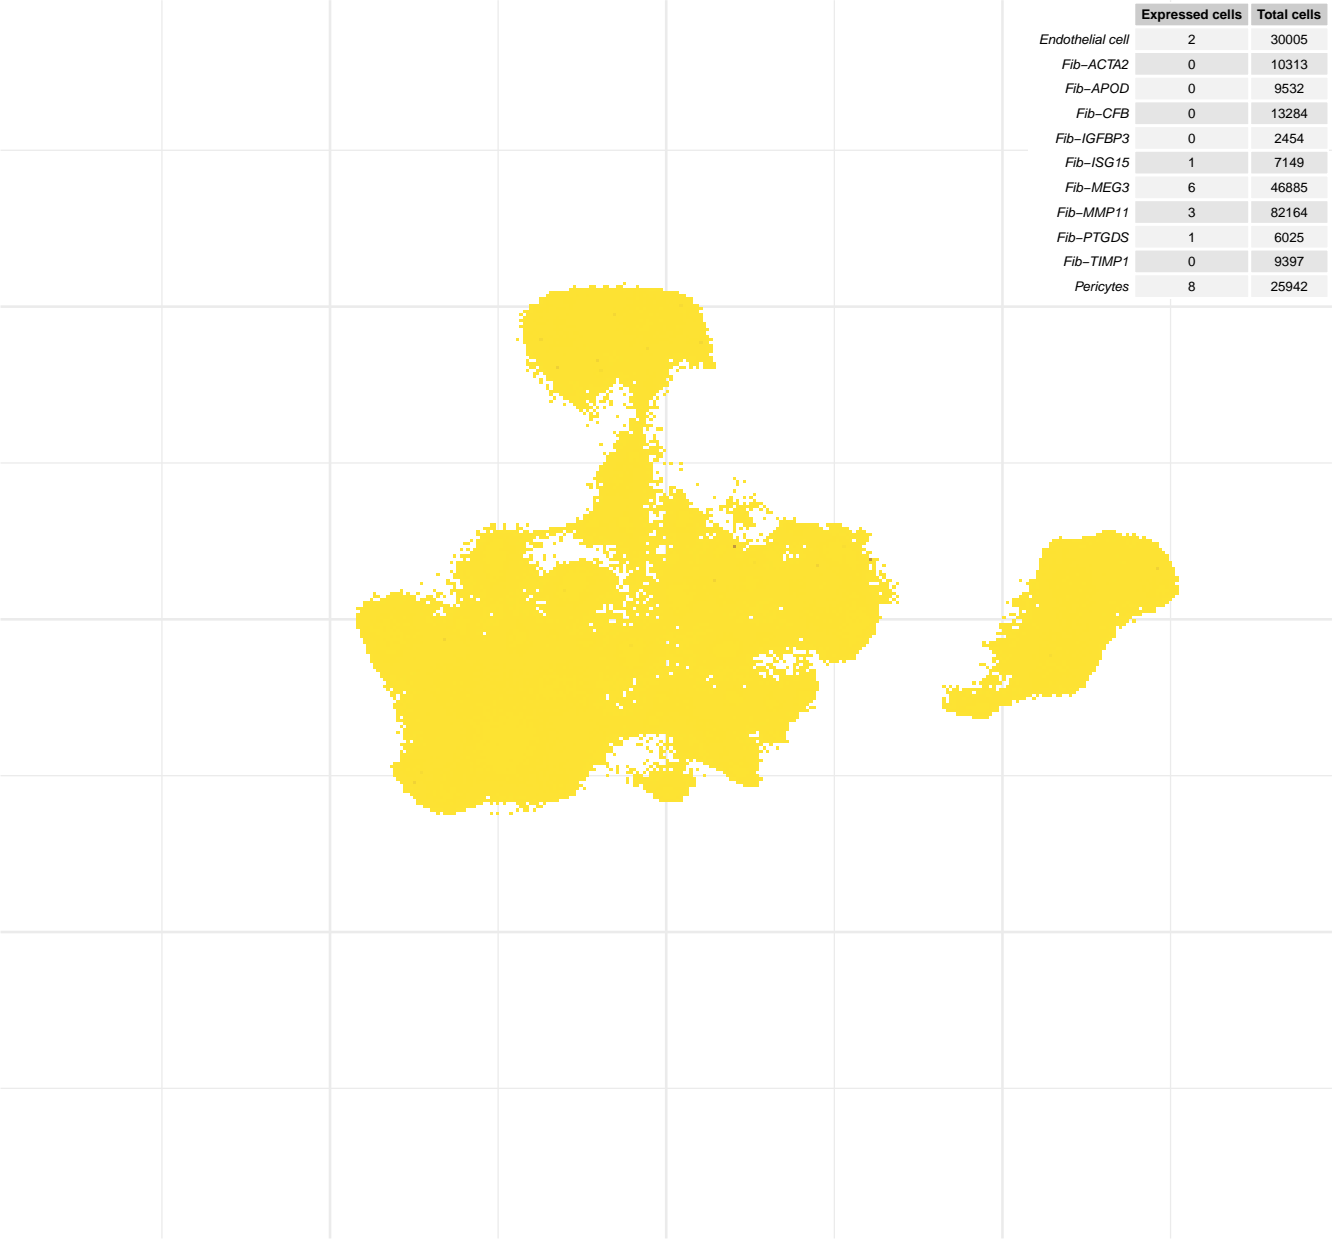 Expressed cells Total cells
Endothelial cell 2 30005
Fib−ACTA2 0 10313
Fib−APOD 0 9532
Fib−CFB 0 13284
Fib−IGFBP3 0 2454
Fib−ISG15 1 7149
Fib−MEG3 6 46885
Fib−MMP11 3 82164
Fib−PTGDS 1 6025
Fib−TIMP1 0 9397
Pericytes 8 25942